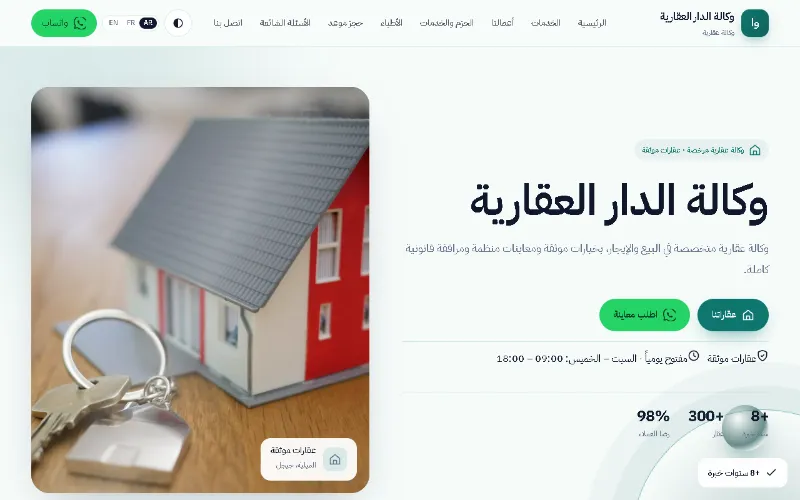 وا
وكالة الدار العقارية
وكالة عقارية
الرئيسية
الخدمات
أعمالنا
الحزم والخدمات
الأطباء
حجز موعد
الأسئلة الشائعة
اتصل بنا
AR
FR
EN
واتساب
وكالة عقارية مرخصة · عقارات موثقة
وكالة الدار العقارية
وكالة عقارية متخصصة في البيع والإيجار، بخيارات موثقة ومعاينات منظمة ومرافقة قانونية
كاملة.
عقاراتنا
اطلب معاينة
عقارات موثقة
مفتوح يومياً · السبت – الخميس: 09:00 – 18:00
8+
300+
98%
عقار
رضا العملاء
+8 سنوات خبرة
عقارات موثقة
الميلية، جيجل